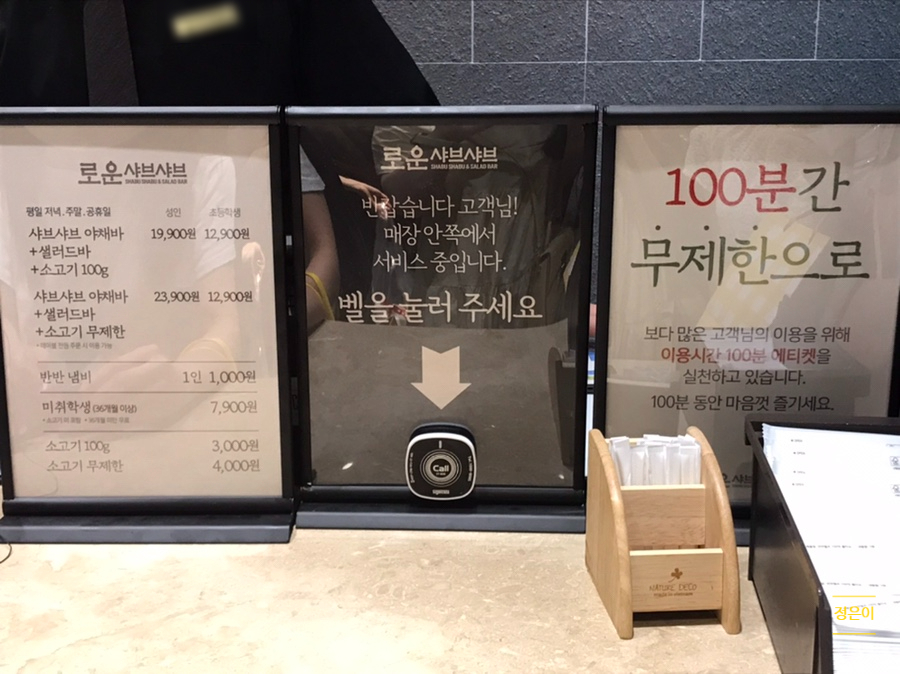 로운 샤브샤브
SHABU SHABU & SALAD BAR
평일 저녁. 주말. 공휴일 성인 초등학생
샤브샤브 야채바 19,900원 12,900원
+샐러드바
+소고기 100g
샤브샤브 야채바 23,900원 12,900원
+샐러드바
+소고기 무제한
반반 냄비 1인 1,000원
미취학생 (36개월 이상) 7,900원
소고기 100g 3,000원
소고기 무제한 4,000원
로운 샤브샤브
SHABU SHABU & SALAD BAR
반갑습니다 고객님!
매장 안쪽에서
서비스 중입니다.
벨을 눌러 주세요
Call
100분간
무제한으로
보다 많은 고객님의 이용을 위해
이용시간 100분 에티켓을
실천하고 있습니다.
100분 동안 마음껏 즐기세요.
NATURE DECO
정은이